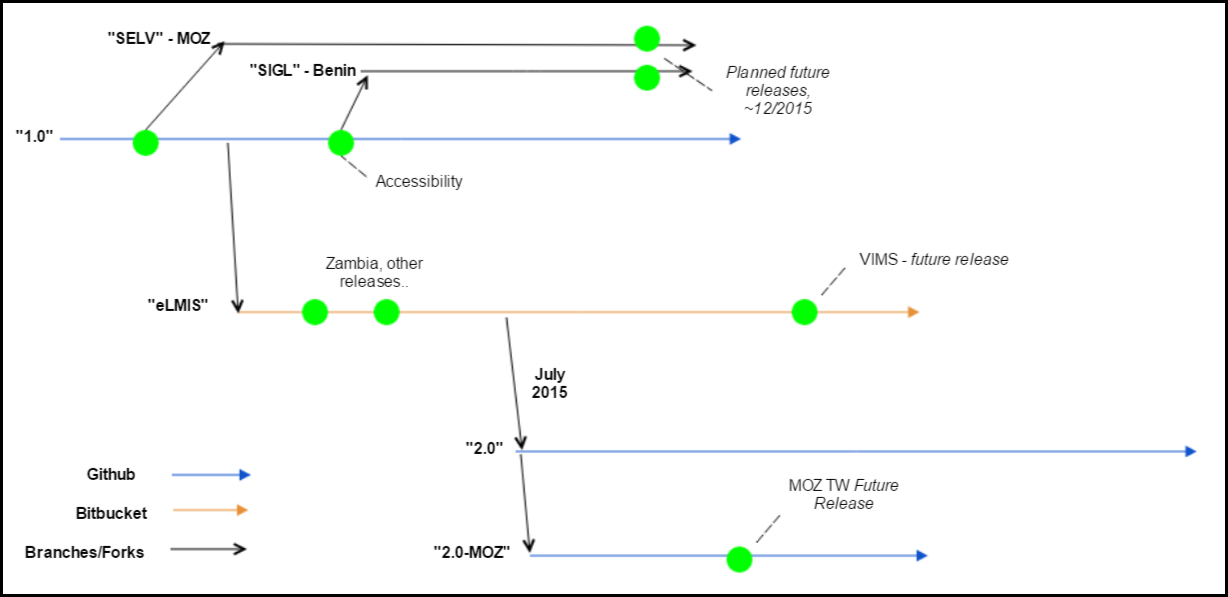 "SELV" - MOZ
"SIGL" - Benin
Planned future
releases,
~12/2015
"1.0"
Accessibility
Zambia, other
releases..
VIMS - future release
"eLMIS"
July
2015
"2.0"
Github
MOZ TW Future
Release
Bitbucket
Branches/Forks
"2.0-MOZ"